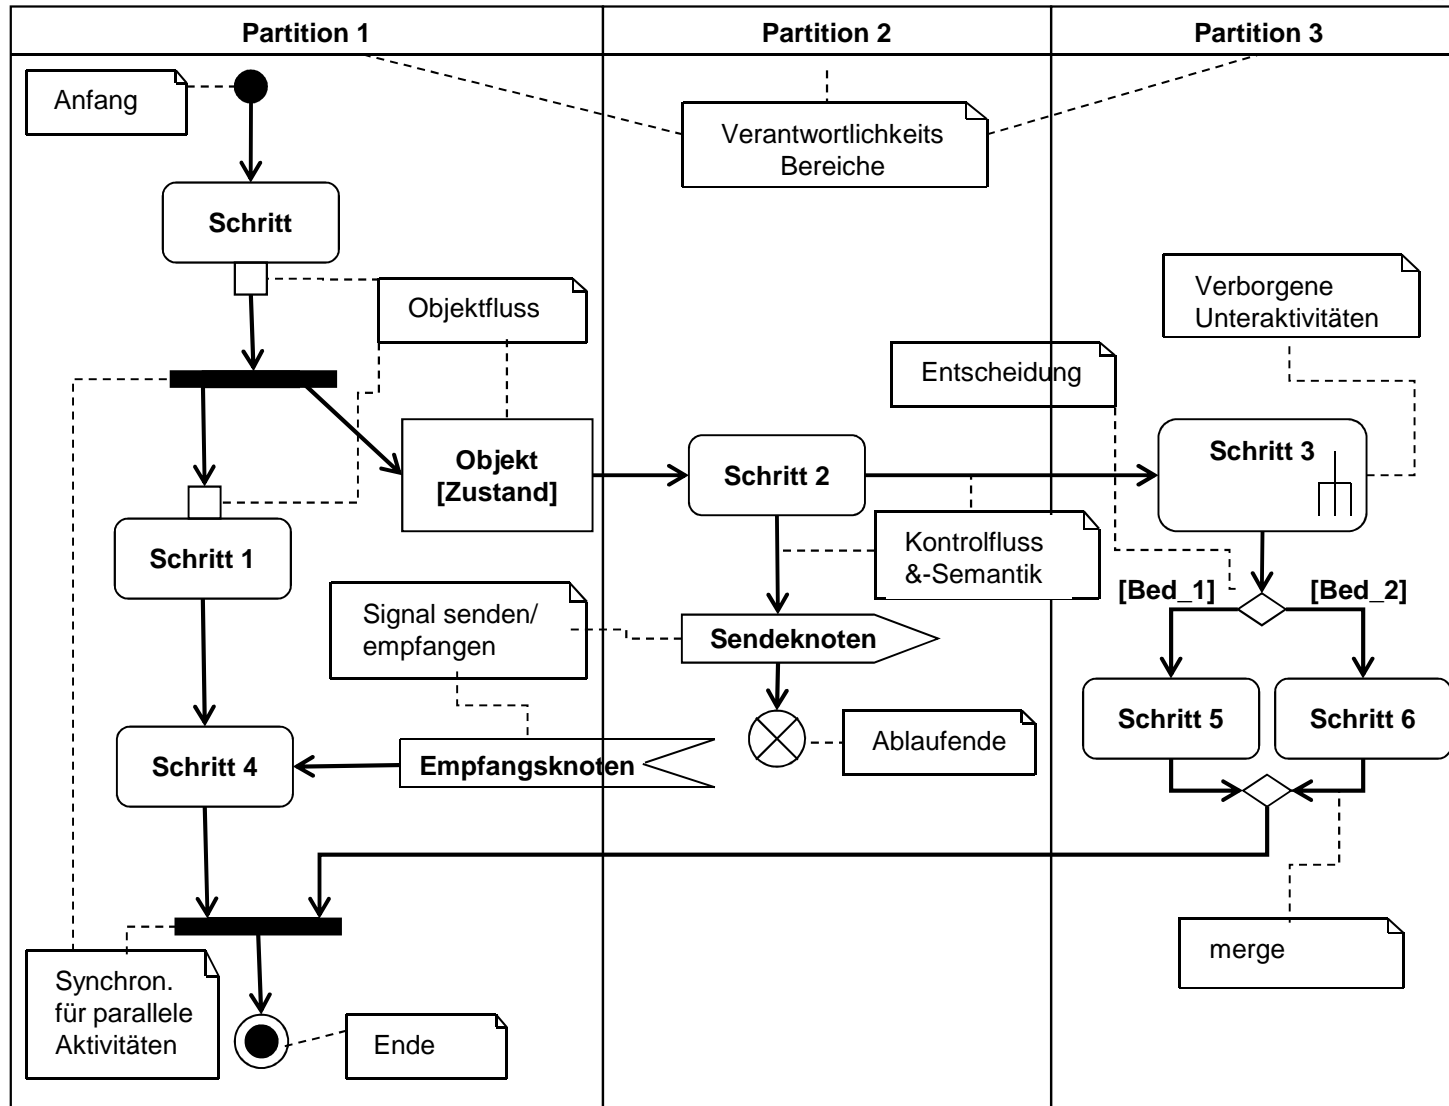 Partition 1
Partition 2
Partition 3
Anfang
Verantwortlichkeits
Bereiche
Schritt
Objektfluss
Verborgene
Unteraktivitäten
Entscheidung
Objekt
[Zustand]
Schritt 2
Schritt 3
Schritt 1
Kontrolfluss
&-Semantik
[Bed_1]
[Bed_2]
Signal senden/
empfangen
Sendeknoten
Schritt 5
Schritt 6
Schritt 4
Empfangsknoten
Ablaufende
merge
Synchron.
für parallele
Aktivitäten
Ende